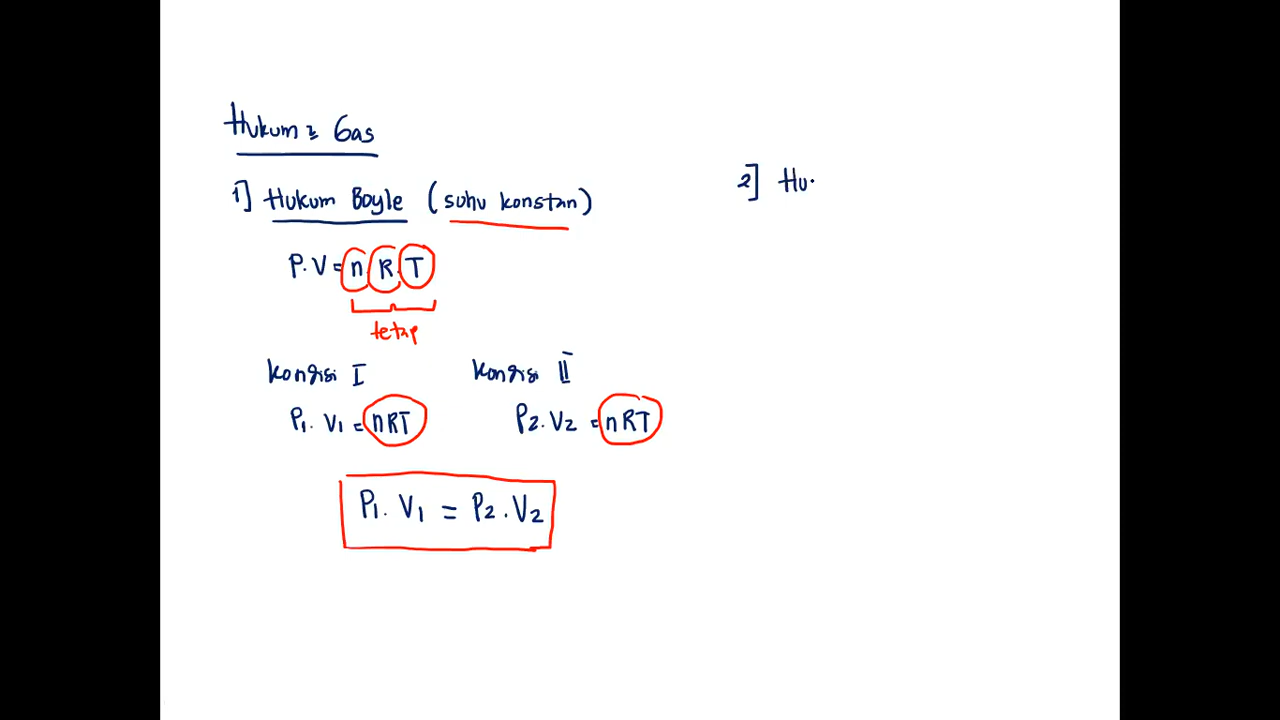 Hukum2 Gas
1] Hukum Boyle (suhu konstan)
P.V = n R T
tetap
Kondisi I
P1. V1 = nRT
Kondisi II
P2. V2 = nRT
P1. V1 = P2. V2
2] Hu